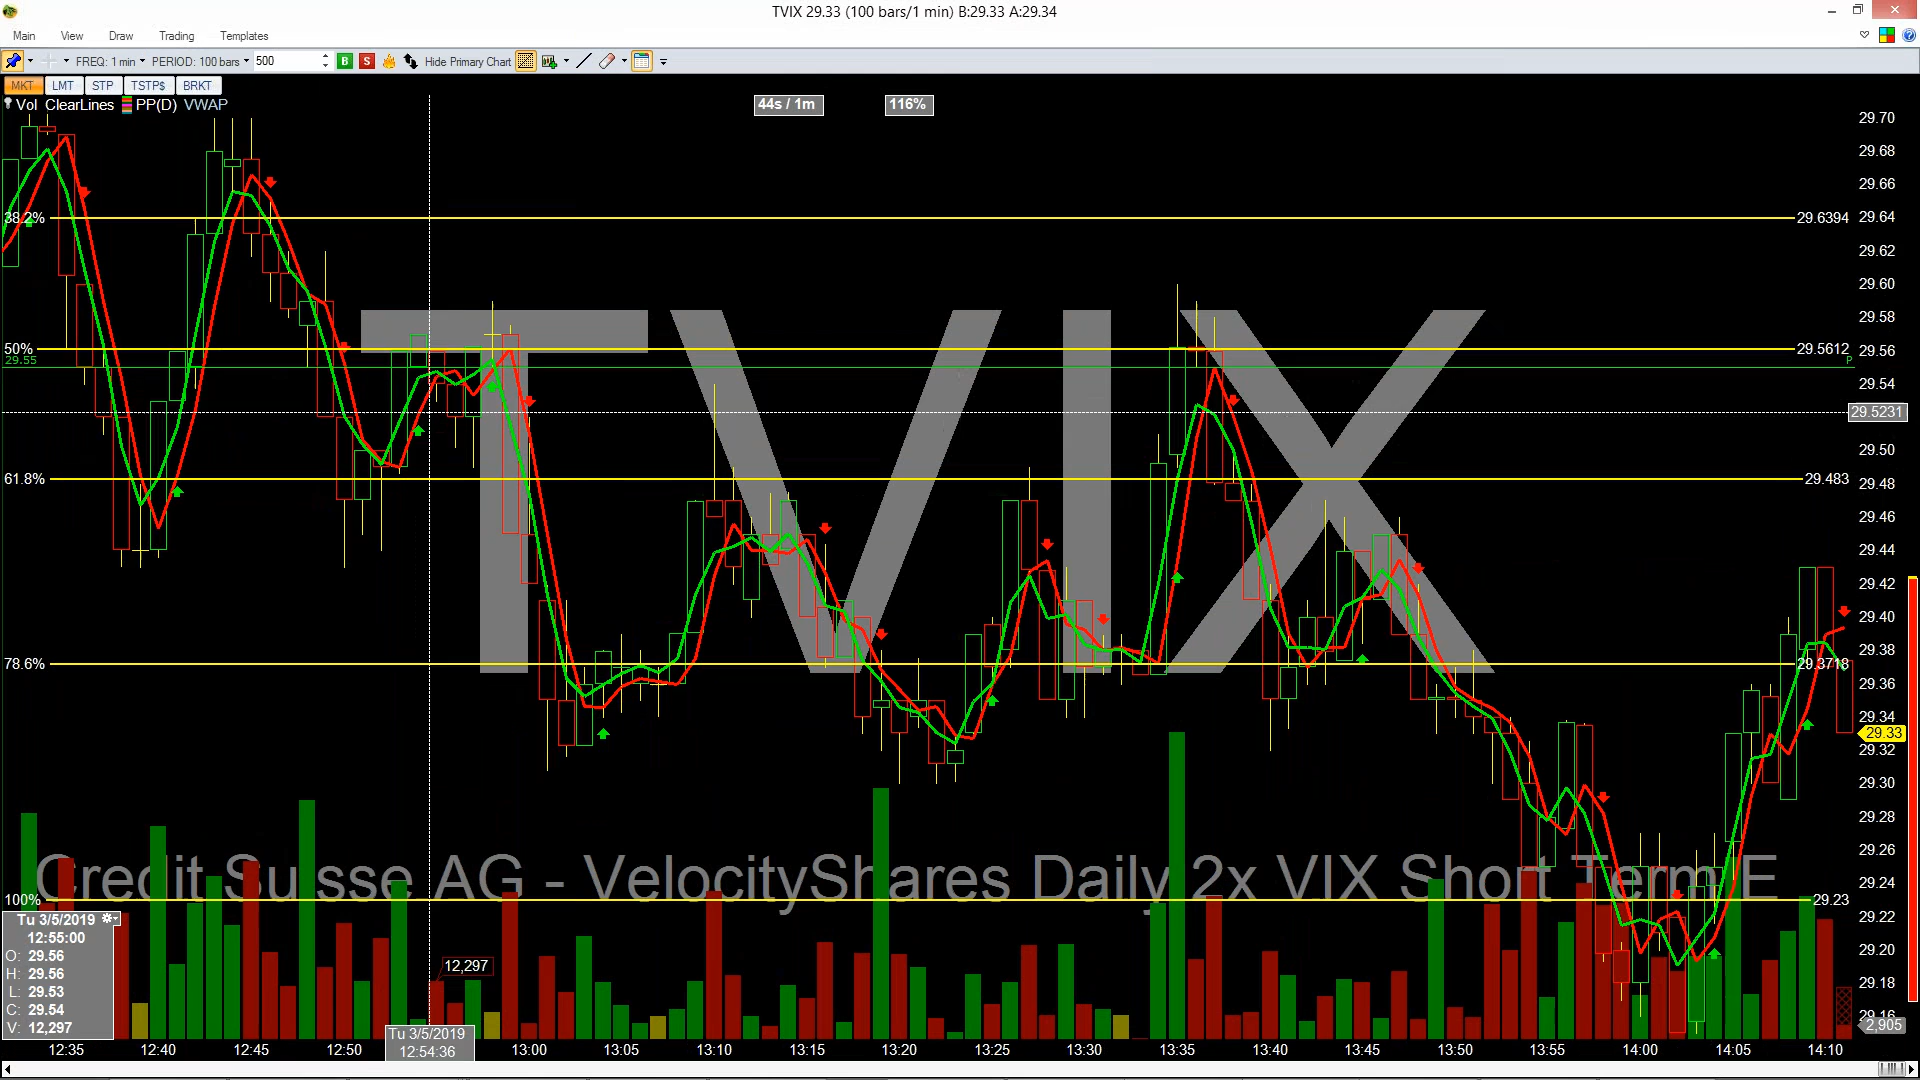 TVIX 29.33 (100 bars/1 min) B:29.33 A:29.34
Main View Draw Trading Templates
FREQ: 1 min PERIOD: 100 bars 500 B S Hide Primary Chart
MKT LMT STP TSTP$ BRKT
Vol ClearLines PP(D) VWAP
44s / 1m 116%
29.70
29.68
29.66
38.2% 29.6394 29.64
29.62
29.60
29.58
50% 29.5612 29.56
29.55 P
29.54
29.5231
29.50
61.8% 29.483 29.48
29.46
29.44
29.42
29.40
29.38
78.6% 29.3718
29.36
29.34
29.33
29.32
29.30
29.28
29.26
29.24
100% 29.23
29.22
29.20
29.18
29.16
2,905
TVIX
Credit Suisse AG - VelocityShares Daily 2x VIX Short Term E
Tu 3/5/2019
12:55:00
O: 29.56
H: 29.56
L: 29.53
C: 29.54
V: 12,297
12,297
Tu 3/5/2019
12:54:36
12:35 12:40 12:45 12:50 13:00 13:05 13:10 13:15 13:20 13:25 13:30 13:35 13:40 13:45 13:50 13:55 14:00 14:05 14:10